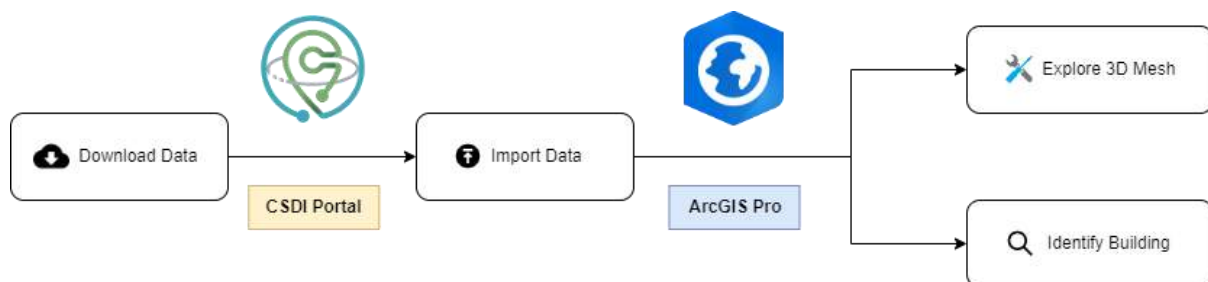 Explore 3D Mesh
Download Data
Import Data
CSDI Portal
ArcGIS Pro
Identify Building